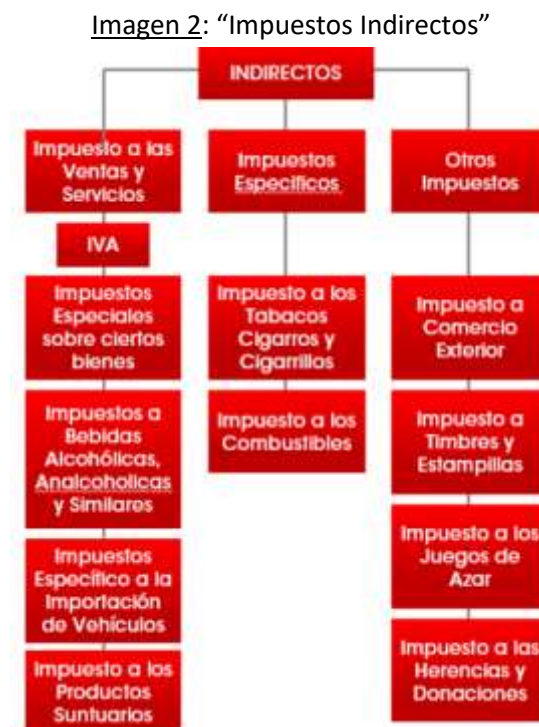 Imagen 2: “Impuestos Indirectos”
INDIRECTOS
Impuesto a las
Ventas y
Servicios
IVA
Impuestos
Especiales
sobre ciertos
bienes
Impuestos a
Bebidas
Alcohólicas,
Analcoholicas
y Similares
Impuestos
Específico a la
Importación
de Vehículos
Impuesto a los
Productos
Suntuarios
Impuestos
Específicos
Impuesto a los
Tabacos
Cigarros y
Cigarrillos
Impuesto a los
Combustibles
Otros
Impuestos
Impuesto a
Comercio
Exterior
Impuesto a
Timbres y
Estampillas
Impuesto a los
Juegos de
Azar
Impuesto a las
Herencias y
Donaciones